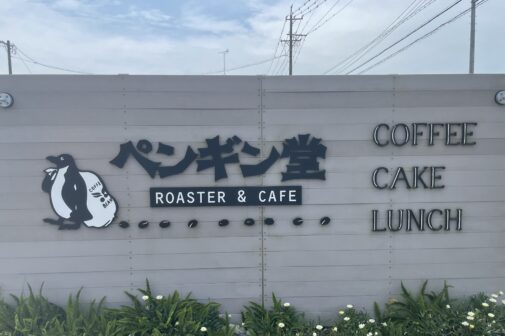 ペンギン堂
ROASTER & CAFE
COFFEE
CAKE
LUNCH